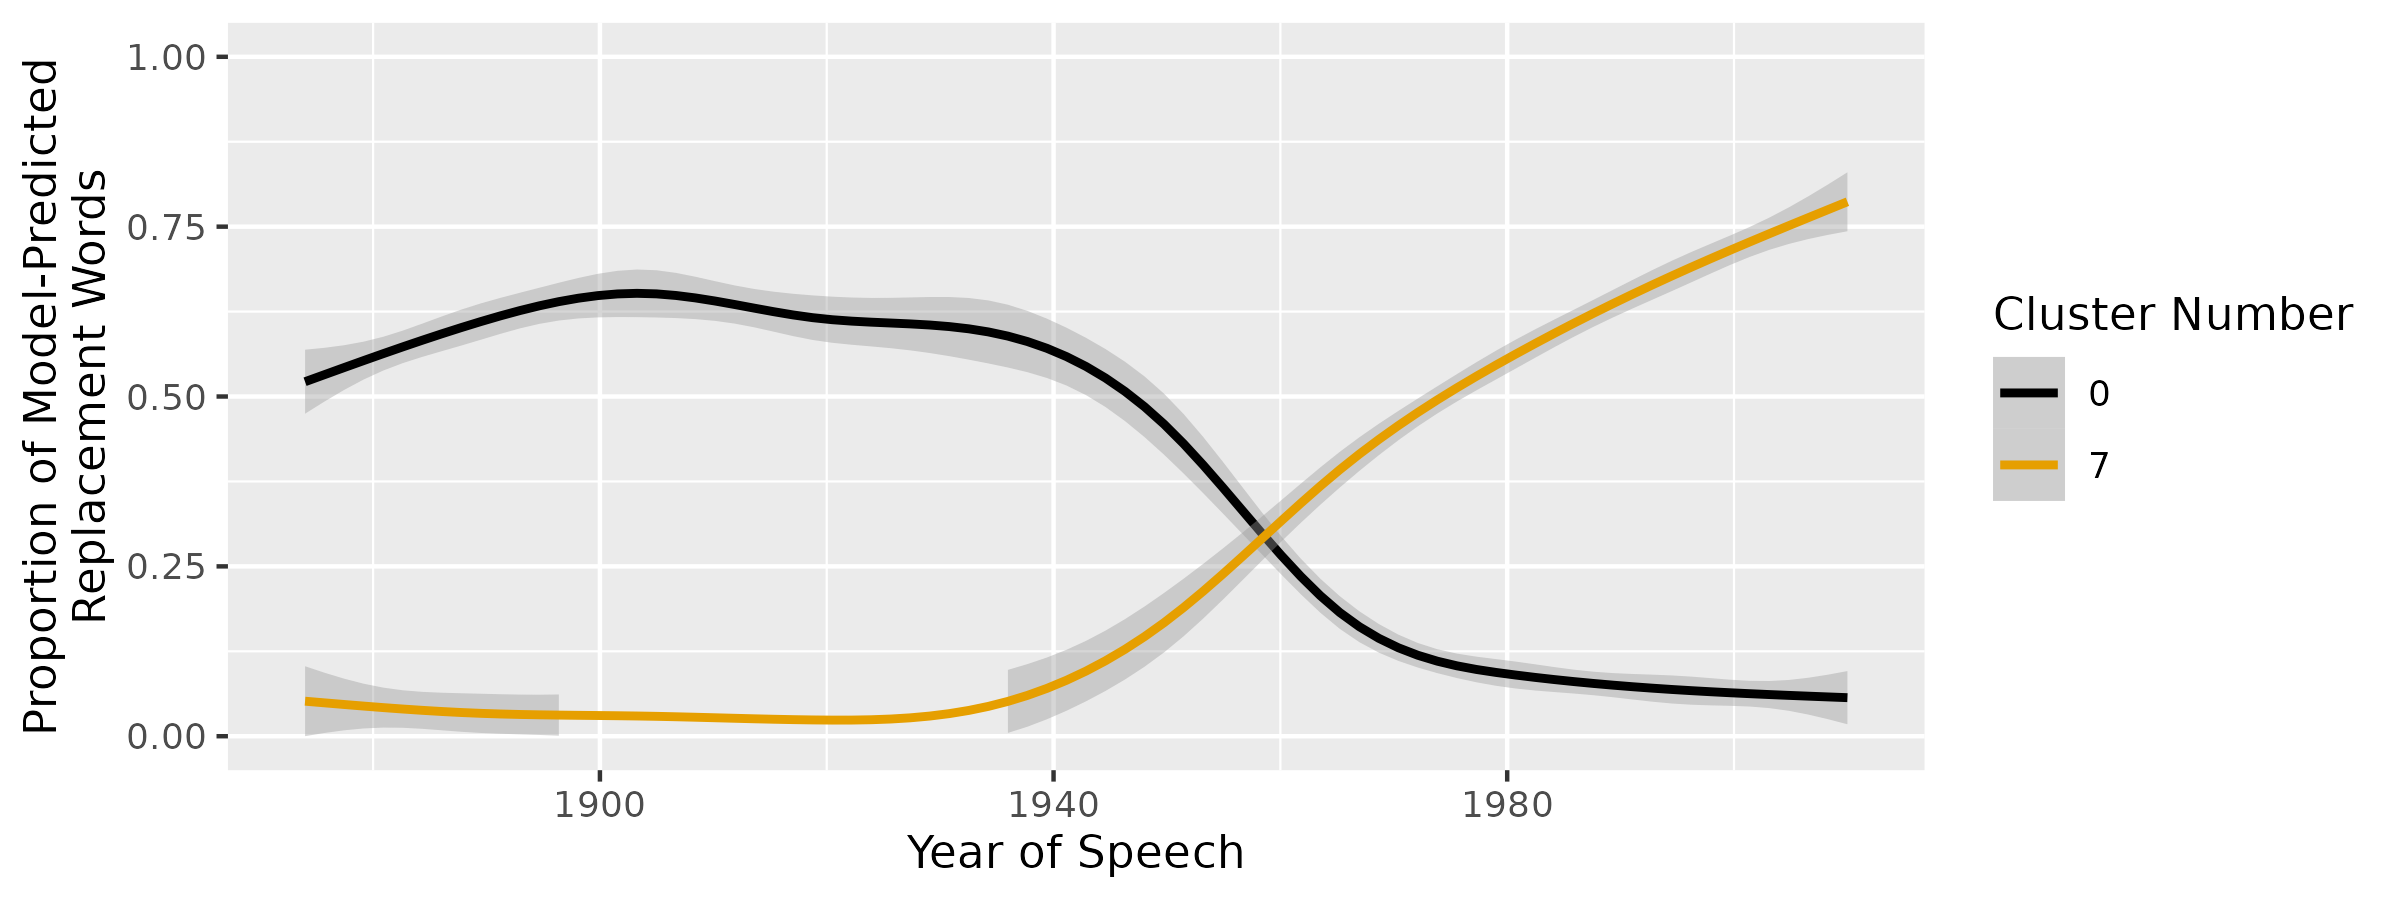 Proportion of Model-Predicted
Replacement Words
1.00
0.75
0.50
0.25
0.00
1900
1940
1980
Year of Speech
Cluster Number
0
7